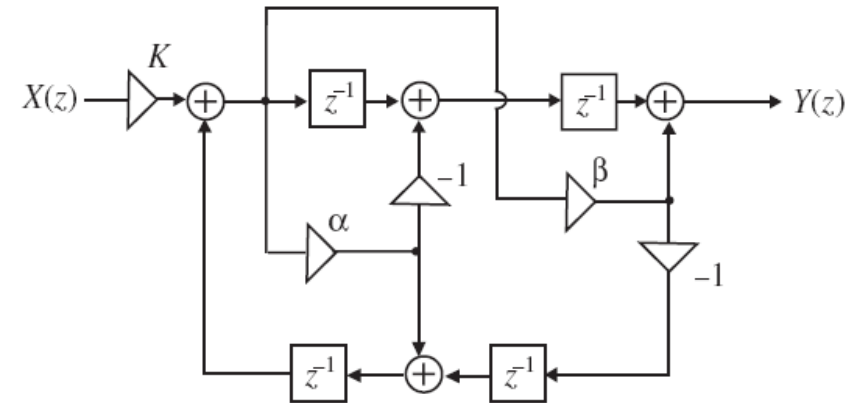 K
X(z) + z⁻¹ + z⁻¹ + Y(z)
−1 β
α
−1
z⁻¹ + z⁻¹